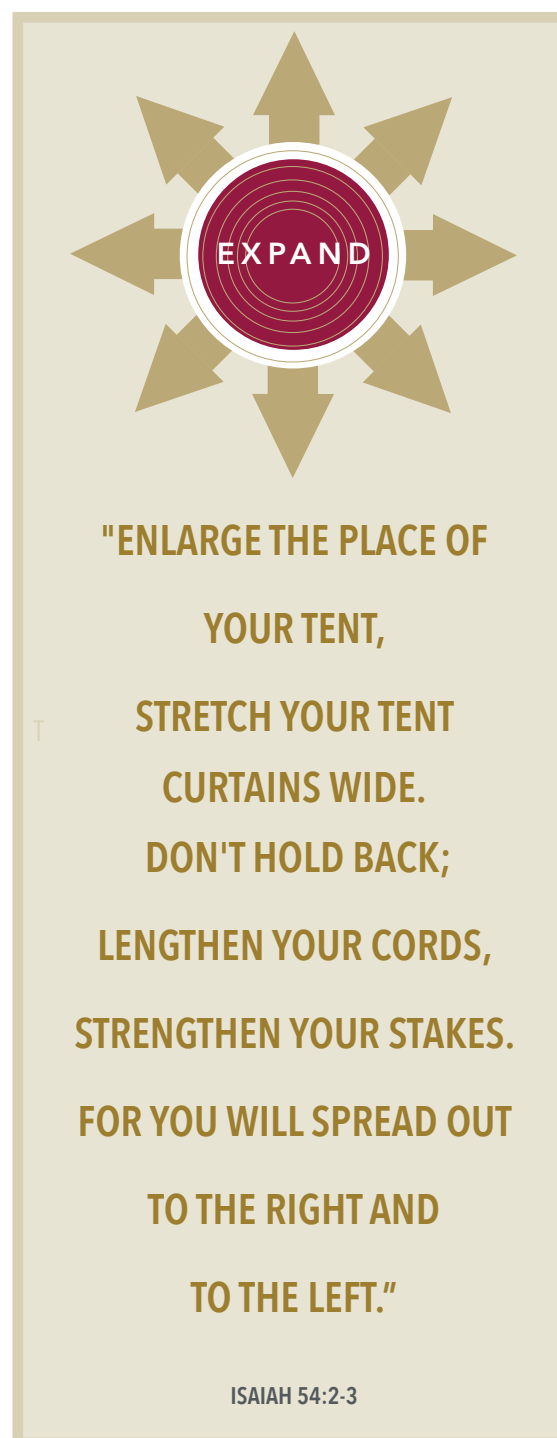 EXPAND
"ENLARGE THE PLACE OF
YOUR TENT,
T
STRETCH YOUR TENT
CURTAINS WIDE.
DON'T HOLD BACK;
LENGTHEN YOUR CORDS,
STRENGTHEN YOUR STAKES.
FOR YOU WILL SPREAD OUT
TO THE RIGHT AND
TO THE LEFT.”
ISAIAH 54:2-3